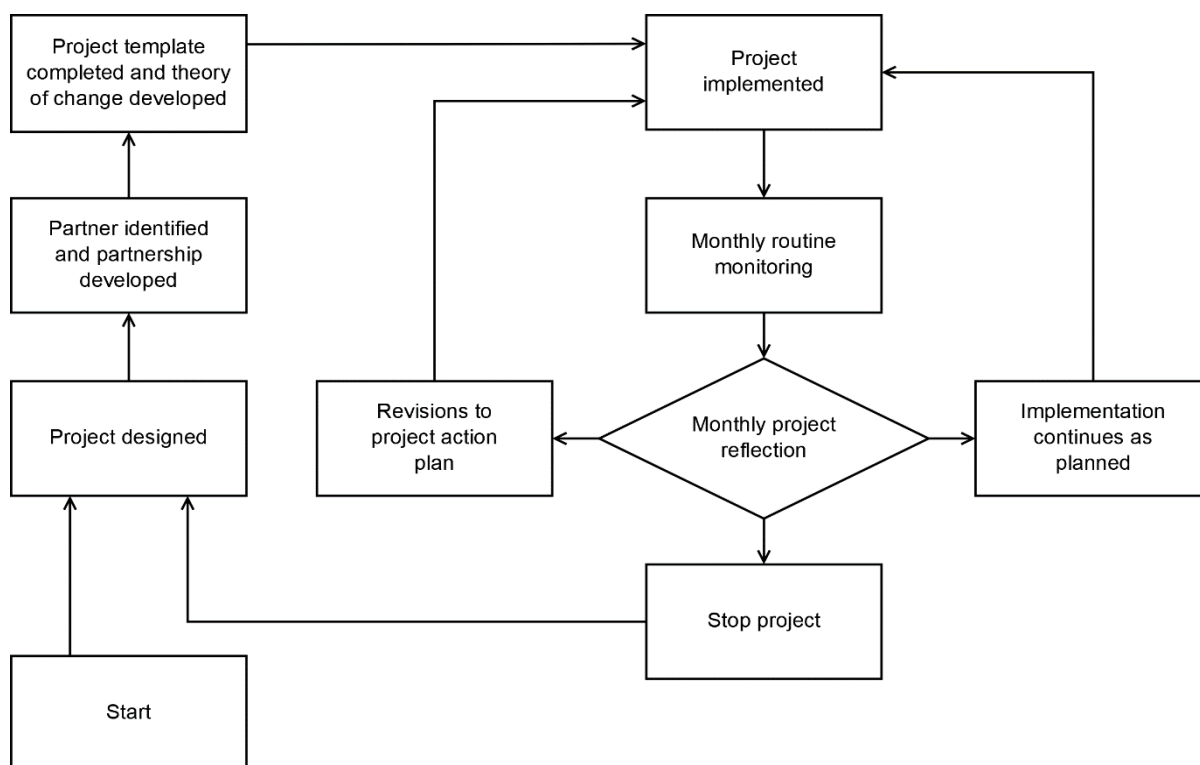 Project template
completed and theory
of change developed
Project
implemented
Partner identified
and partnership
developed
Monthly routine
monitoring
Project designed
Revisions to
project action
plan
Monthly project
reflection
Implementation
continues as
planned
Stop project
Start